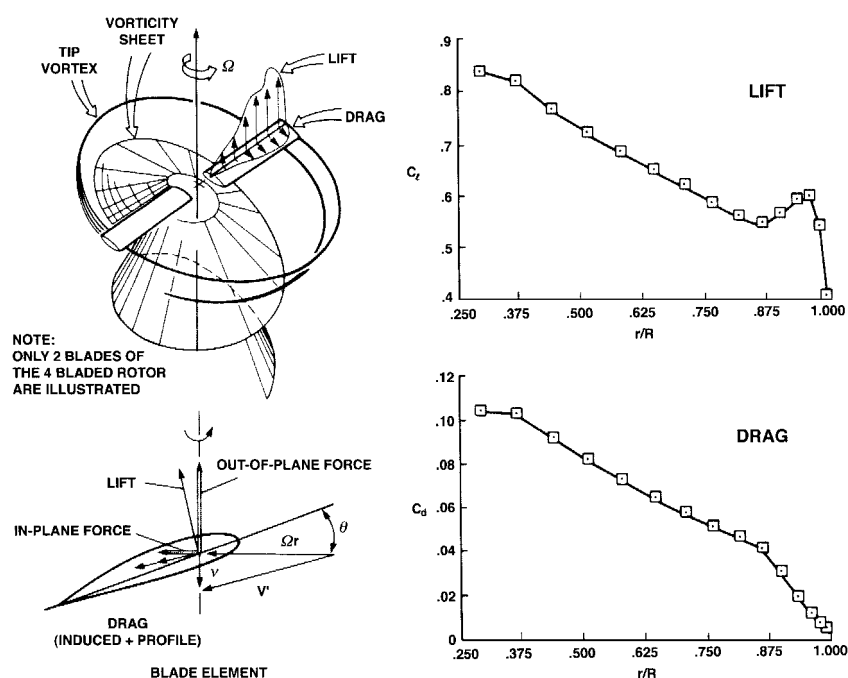 VORTICITY
SHEET
TIP
VORTEX
Ω
LIFT
DRAG
NOTE:
ONLY 2 BLADES OF
THE 4 BLADED ROTOR
ARE ILLUSTRATED
OUT-OF-PLANE FORCE
LIFT
IN-PLANE FORCE
Ωr
θ
ν
V'
DRAG
(INDUCED + PROFILE)
BLADE ELEMENT
.9
.8
.7
.6
.5
.4
Cℓ
LIFT
.250
.375
.500
.625
.750
.875
1.000
r/R
.12
.10
.08
.06
.04
.02
0
Cd
DRAG
.250
.375
.500
.625
.750
.875
1.000
r/R